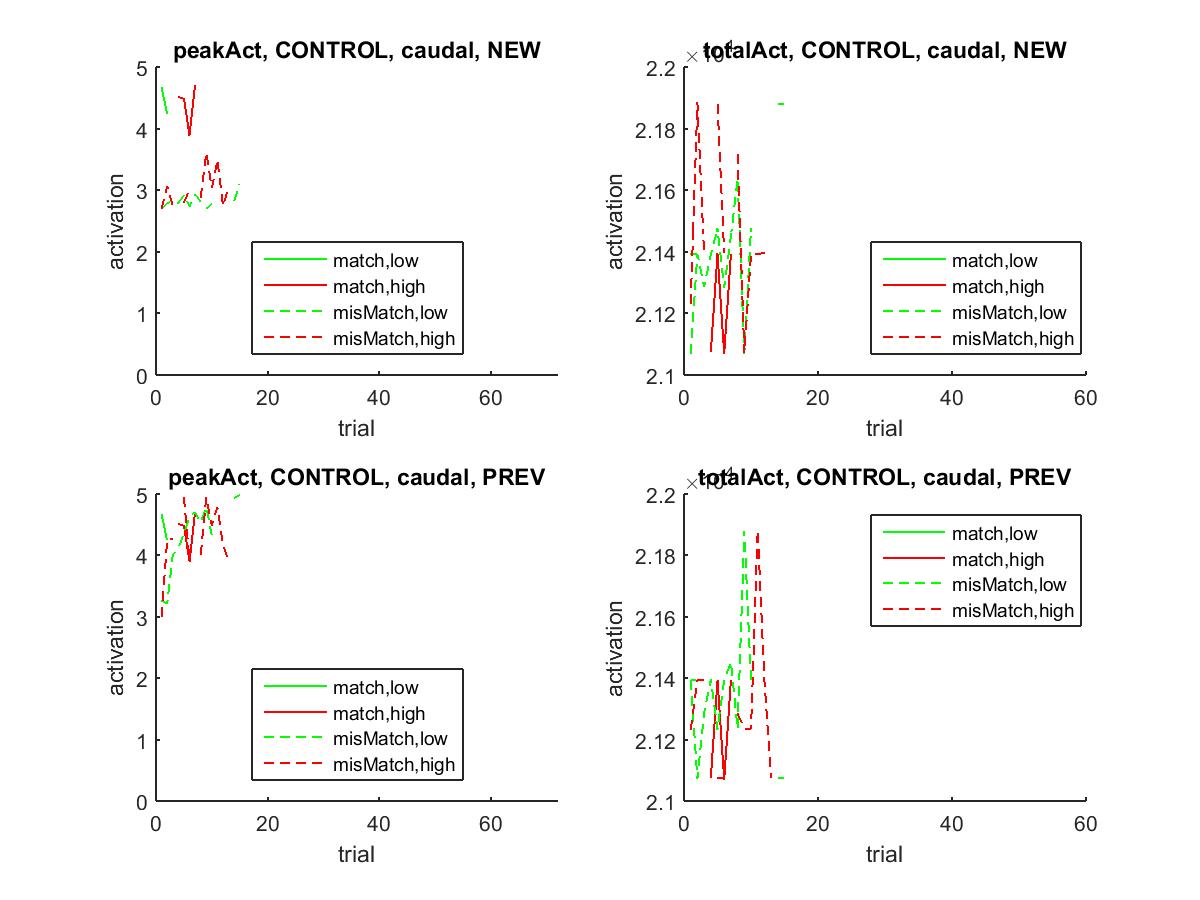 peakAct, CONTROL, caudal, NEW
5
4
3
2
1
0
activation
0 20 40 60
trial
match,low
match,high
misMatch,low
misMatch,high
totalAct, CONTROL, caudal, NEW
2.2
2.18
2.16
2.14
2.12
2.1
activation
0 20 40 60
trial
match,low
match,high
misMatch,low
misMatch,high
peakAct, CONTROL, caudal, PREV
5
4
3
2
1
0
activation
0 20 40 60
trial
match,low
match,high
misMatch,low
misMatch,high
totalAct, CONTROL, caudal, PREV
×10⁴
2.2
2.18
2.16
2.14
2.12
2.1
activation
0 20 40 60
trial
match,low
match,high
misMatch,low
misMatch,high